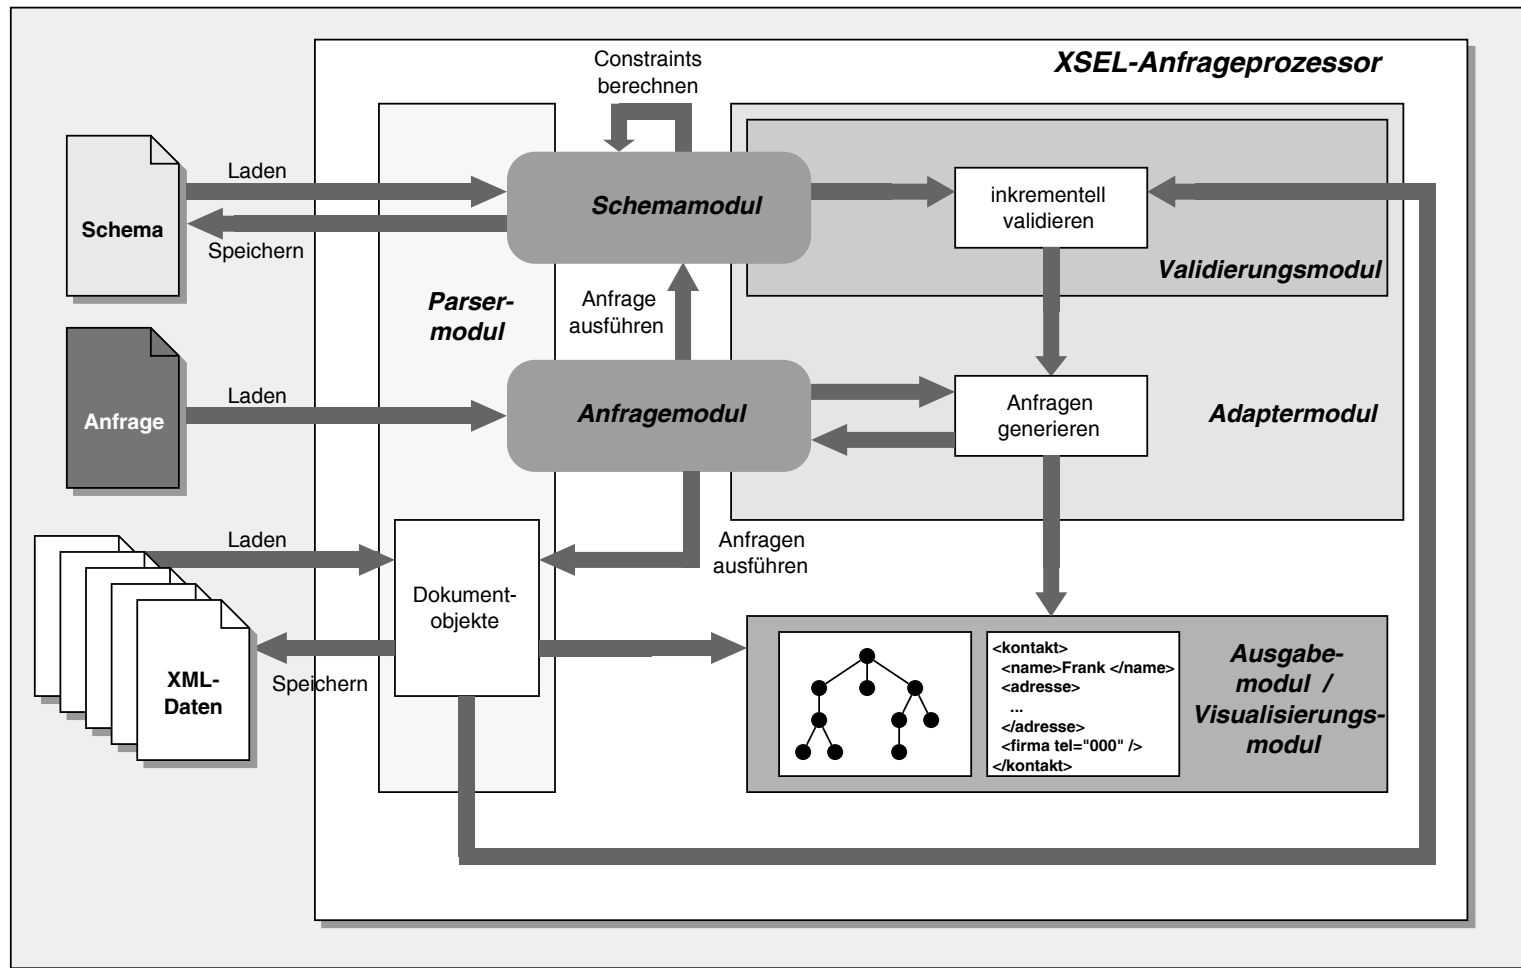 XSEL-Anfrageprozessor
Constraints
berechnen
Laden
Schema
Speichern
Schemamodul
inkrementell
validieren
Validierungsmodul
Parser-
modul
Anfrage
ausführen
Anfrage
Laden
Anfragemodul
Anfragen
generieren
Adaptermodul
Laden
Anfragen
ausführen
Dokument-
objekte
XML-
Daten
Speichern
<kontakt>
<name>Frank </name>
<adresse>
...
</adresse>
<firma tel="000" />
</kontakt>
Ausgabe-
modul /
Visualisierungs-
modul